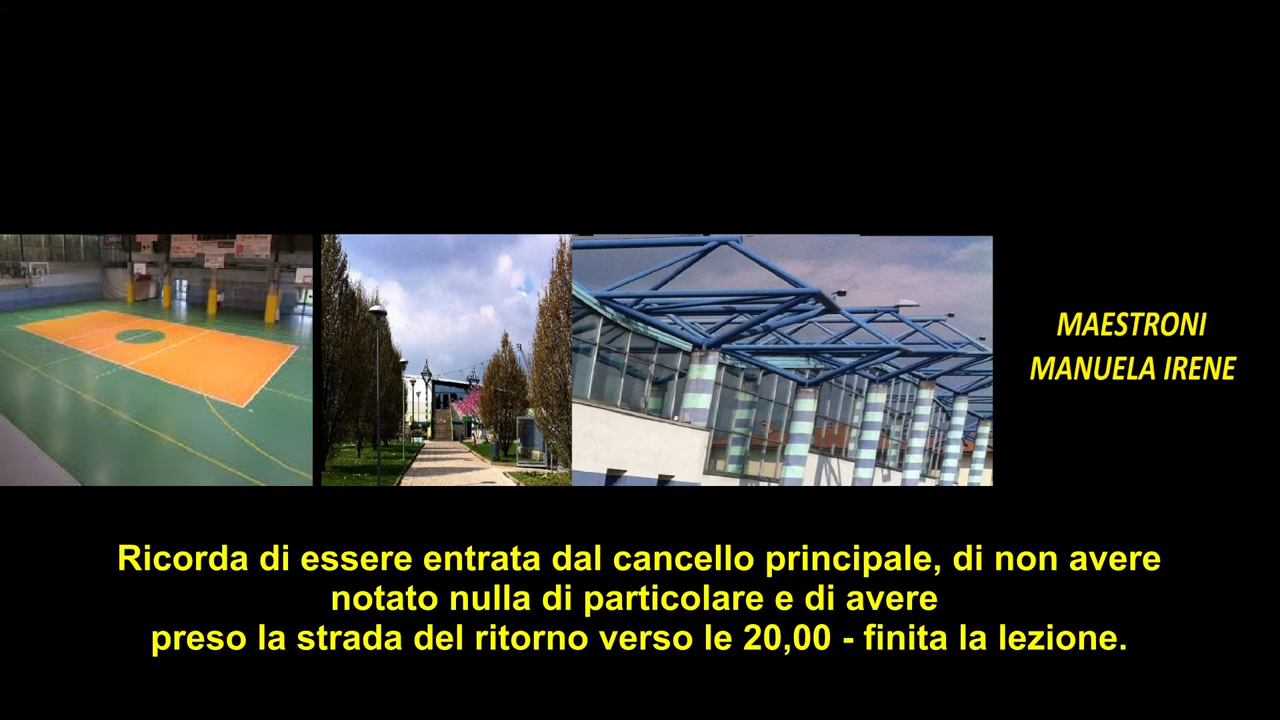 MAESTRONI
MANUELA IRENE
Ricorda di essere entrata dal cancello principale, di non avere
notato nulla di particolare e di avere
preso la strada del ritorno verso le 20,00 - finita la lezione.